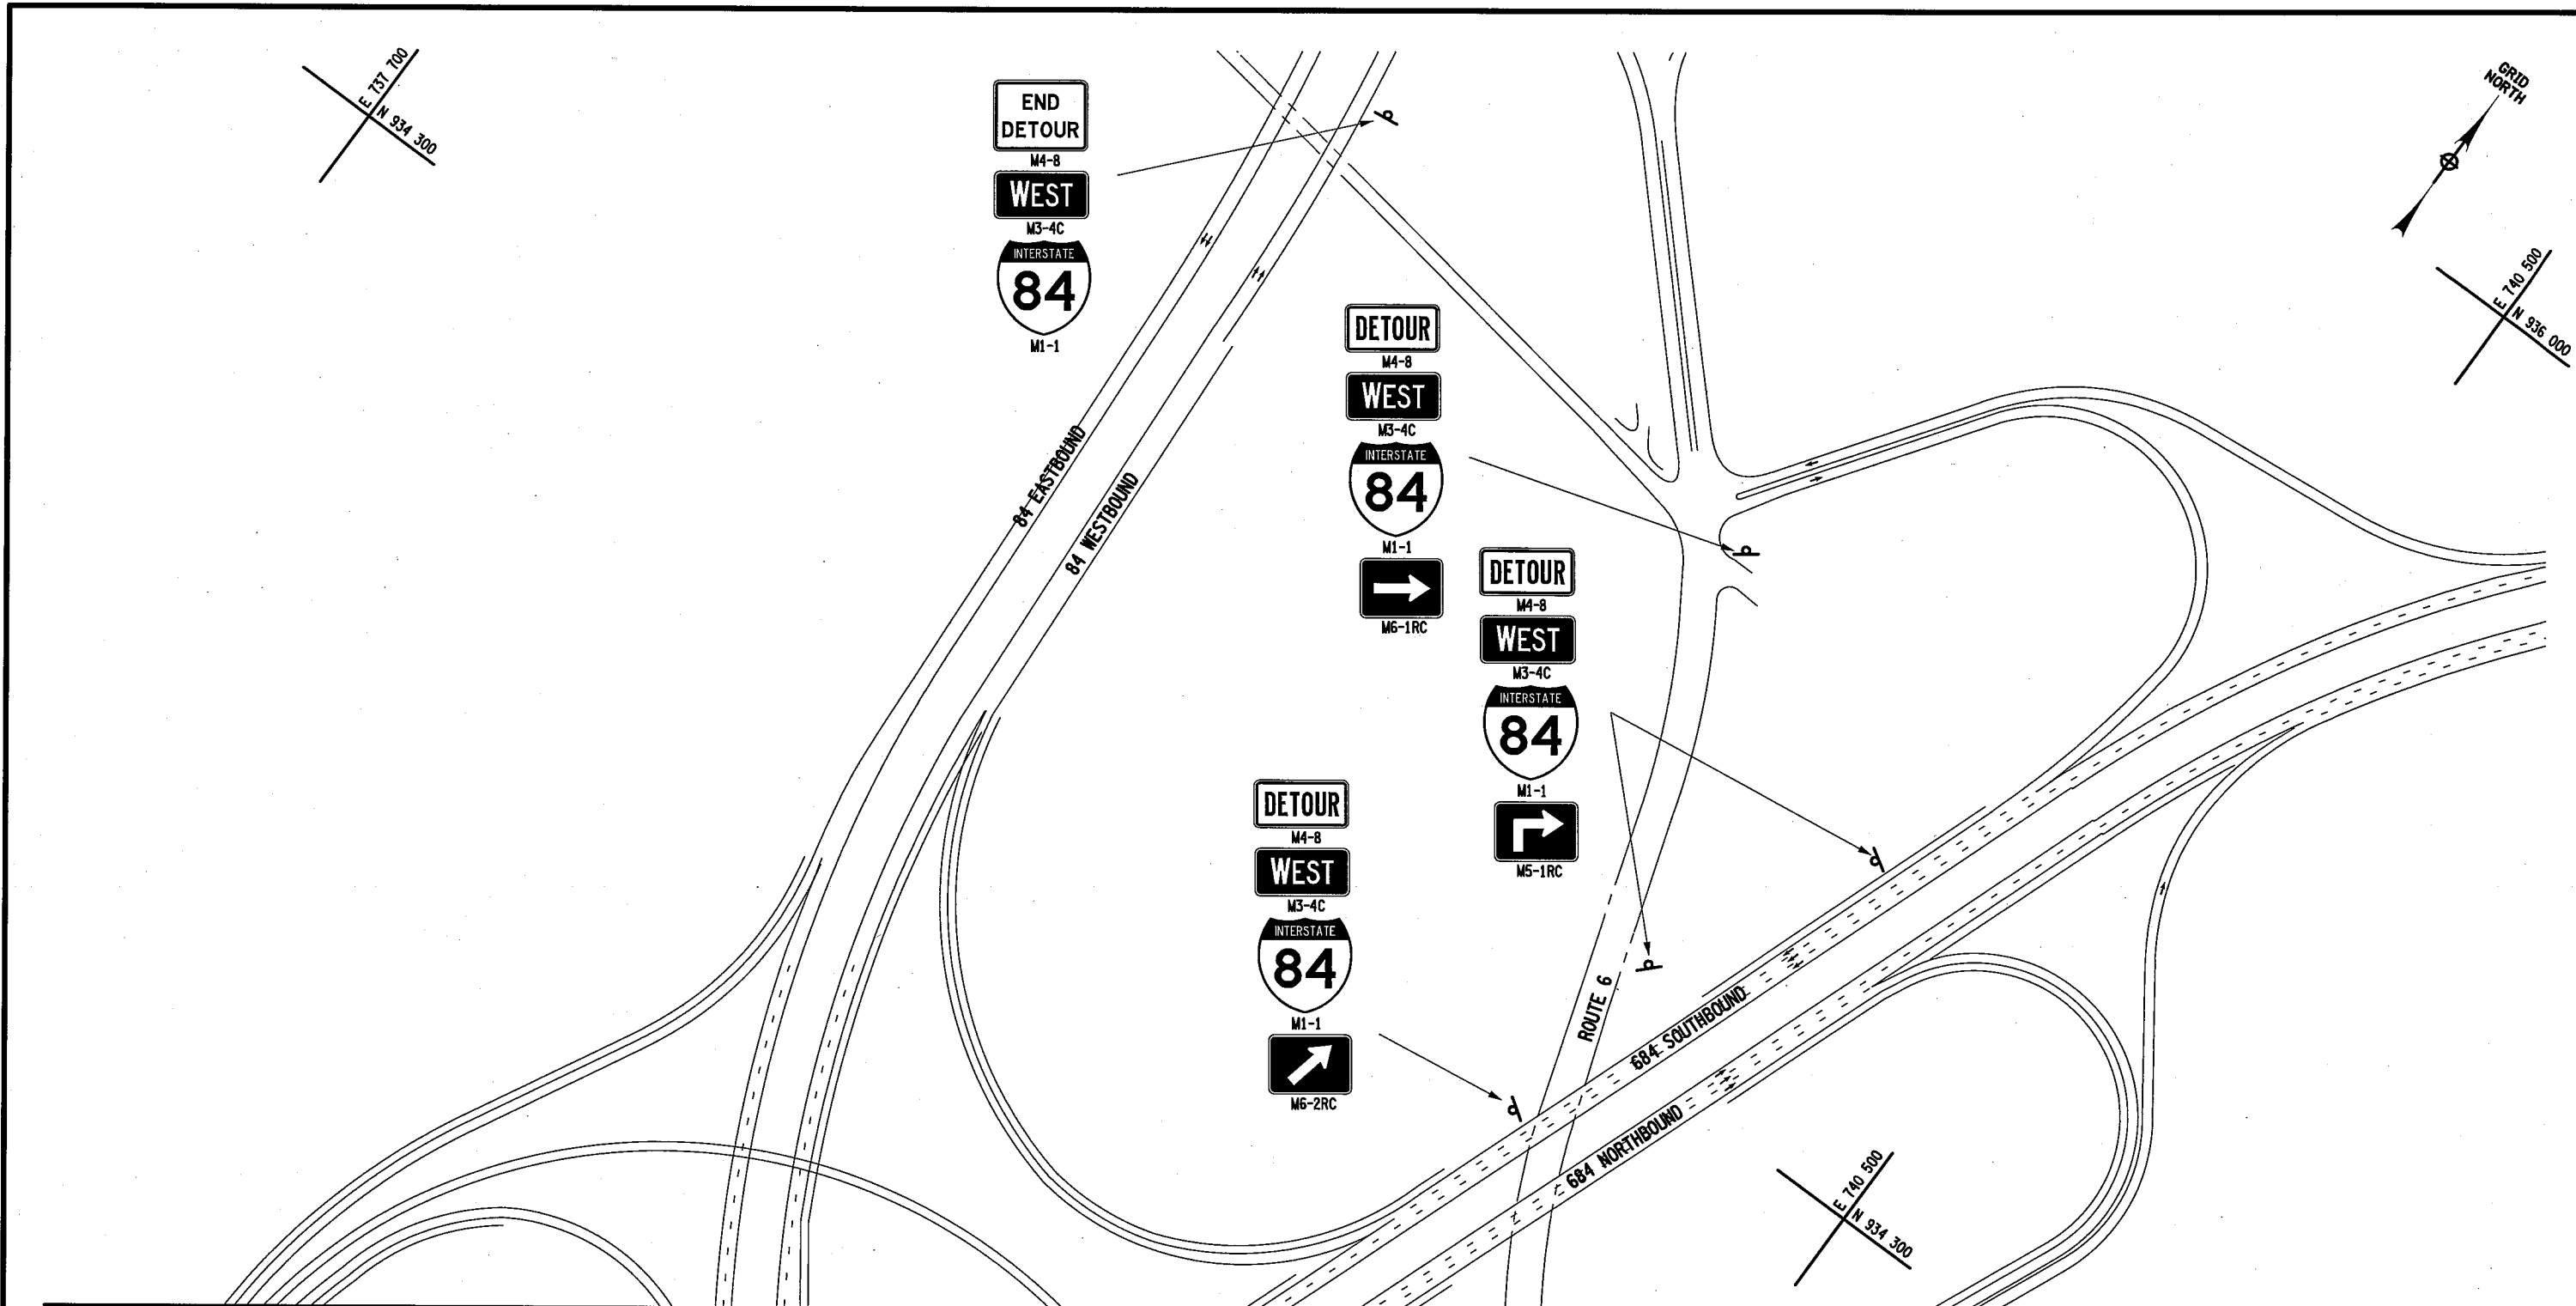 E 737 700
N 934 300
END
DETOUR
M4-8
WEST
M3-4C
INTERSTATE
84
M1-1
GRID
NORTH
E 740 500
N 936 000
DETOUR
M4-8
WEST
M3-4C
INTERSTATE
84
M1-1
M6-1RC
84 EASTBOUND
84 WESTBOUND
DETOUR
M4-8
WEST
M3-4C
INTERSTATE
84
M1-1
M5-1RC
DETOUR
M4-8
WEST
M3-4C
INTERSTATE
84
M1-1
M6-2RC
ROUTE 6
684 SOUTHBOUND
684 NORTHBOUND
E 740 500
N 934 300